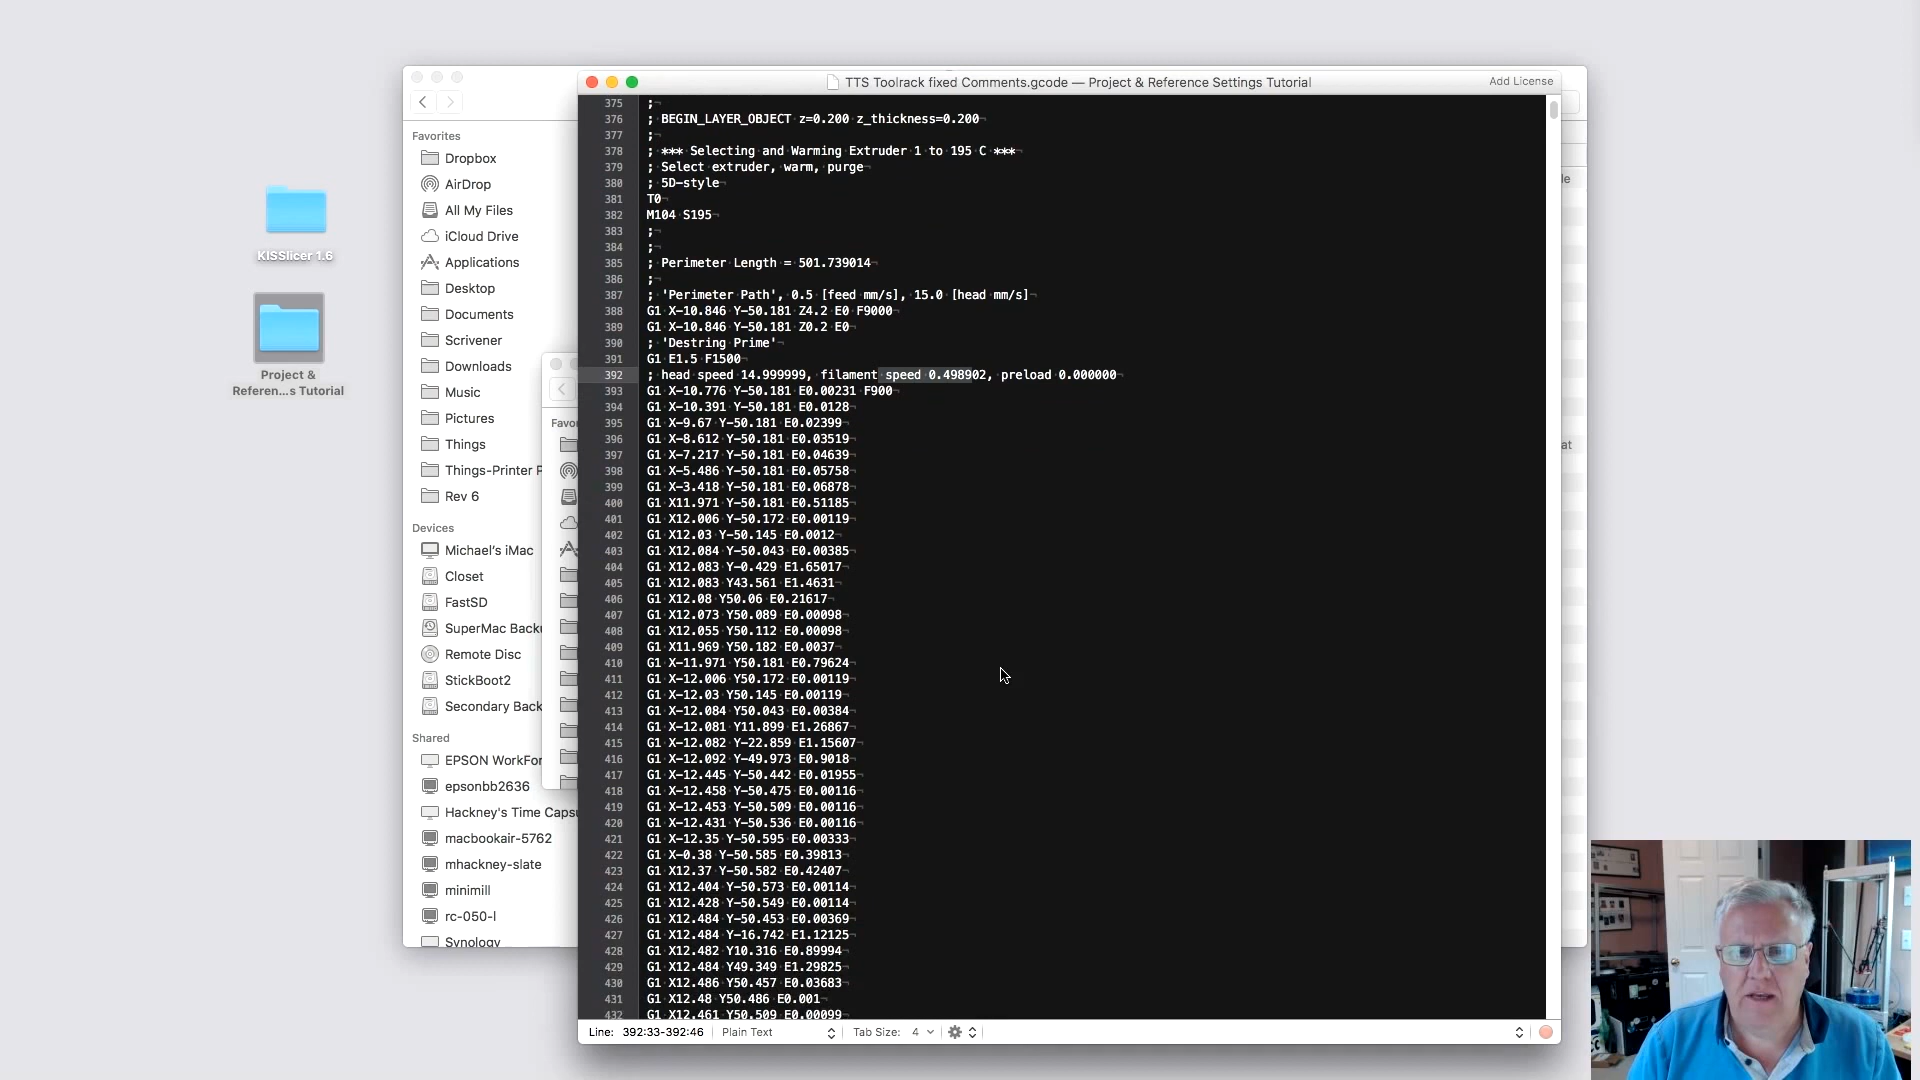 TTS Toolrack fixed Comments.gcode — Project & Reference Settings Tutorial
Add License
KISSlicer 1.6
Project &
Referen...s Tutorial
Favorites
Dropbox
AirDrop
All My Files
iCloud Drive
Applications
Desktop
Documents
Scrivener
Downloads
Music
Pictures
Things
Things-Printer F
Rev 6
Devices
Michael's iMac
Closet
FastSD
SuperMac Back
Remote Disc
StickBoot2
Secondary Back
Shared
EPSON WorkFor
epsonbb2636
Hackney's Time Caps
macbookair-5762
mhackney-slate
minimill
rc-050-l
Synology
Favo
le
at
375 ;
376 ; BEGIN_LAYER_OBJECT z=0.200 z_thickness=0.200
377 ;
378 ; *** Selecting and Warming Extruder 1 to 195 C ***
379 ; Select extruder, warm, purge
380 ; 5D-style
381 T0
382 M104 S195
383 ;
384 ;
385 ; Perimeter Length = 501.739014
386 ;
387 ; 'Perimeter Path', 0.5 [feed mm/s], 15.0 [head mm/s]
388 G1 X-10.846 Y-50.181 Z4.2 E0 F9000
389 G1 X-10.846 Y-50.181 Z0.2 E0
390 ; 'Destring Prime'
391 G1 E1.5 F1500
392 ; head speed 14.999999, filament speed 0.498902, preload 0.000000
393 G1 X-10.776 Y-50.181 E0.00231 F900
394 G1 X-10.391 Y-50.181 E0.0128
395 G1 X-9.67 Y-50.181 E0.02399
396 G1 X-8.612 Y-50.181 E0.03519
397 G1 X-7.217 Y-50.181 E0.04639
398 G1 X-5.486 Y-50.181 E0.05758
399 G1 X-3.418 Y-50.181 E0.06878
400 G1 X11.971 Y-50.181 E0.51185
401 G1 X12.006 Y-50.172 E0.00119
402 G1 X12.03 Y-50.145 E0.0012
403 G1 X12.084 Y-50.043 E0.00385
404 G1 X12.083 Y-0.429 E1.65017
405 G1 X12.083 Y43.561 E1.4631
406 G1 X12.08 Y50.06 E0.21617
407 G1 X12.073 Y50.089 E0.00098
408 G1 X12.055 Y50.112 E0.00098
409 G1 X11.969 Y50.182 E0.0037
410 G1 X-11.971 Y50.181 E0.79624
411 G1 X-12.006 Y50.172 E0.00119
412 G1 X-12.03 Y50.145 E0.00119
413 G1 X-12.084 Y50.043 E0.00384
414 G1 X-12.081 Y11.899 E1.26867
415 G1 X-12.082 Y-22.859 E1.15607
416 G1 X-12.092 Y-49.973 E0.9018
417 G1 X-12.445 Y-50.442 E0.01955
418 G1 X-12.458 Y-50.475 E0.00116
419 G1 X-12.453 Y-50.509 E0.00116
420 G1 X-12.431 Y-50.536 E0.00116
421 G1 X-12.35 Y-50.595 E0.00333
422 G1 X-0.38 Y-50.585 E0.39813
423 G1 X12.37 Y-50.582 E0.42407
424 G1 X12.404 Y-50.573 E0.00114
425 G1 X12.428 Y-50.549 E0.00114
426 G1 X12.484 Y-50.453 E0.00369
427 G1 X12.484 Y-16.742 E1.12125
428 G1 X12.482 Y10.316 E0.89994
429 G1 X12.484 Y49.349 E1.29825
430 G1 X12.486 Y50.457 E0.03683
431 G1 X12.48 Y50.486 E0.001
432 G1 X12.461 Y50.509 E0.00099
Line: 392:33-392:46
Plain Text
Tab Size: 4